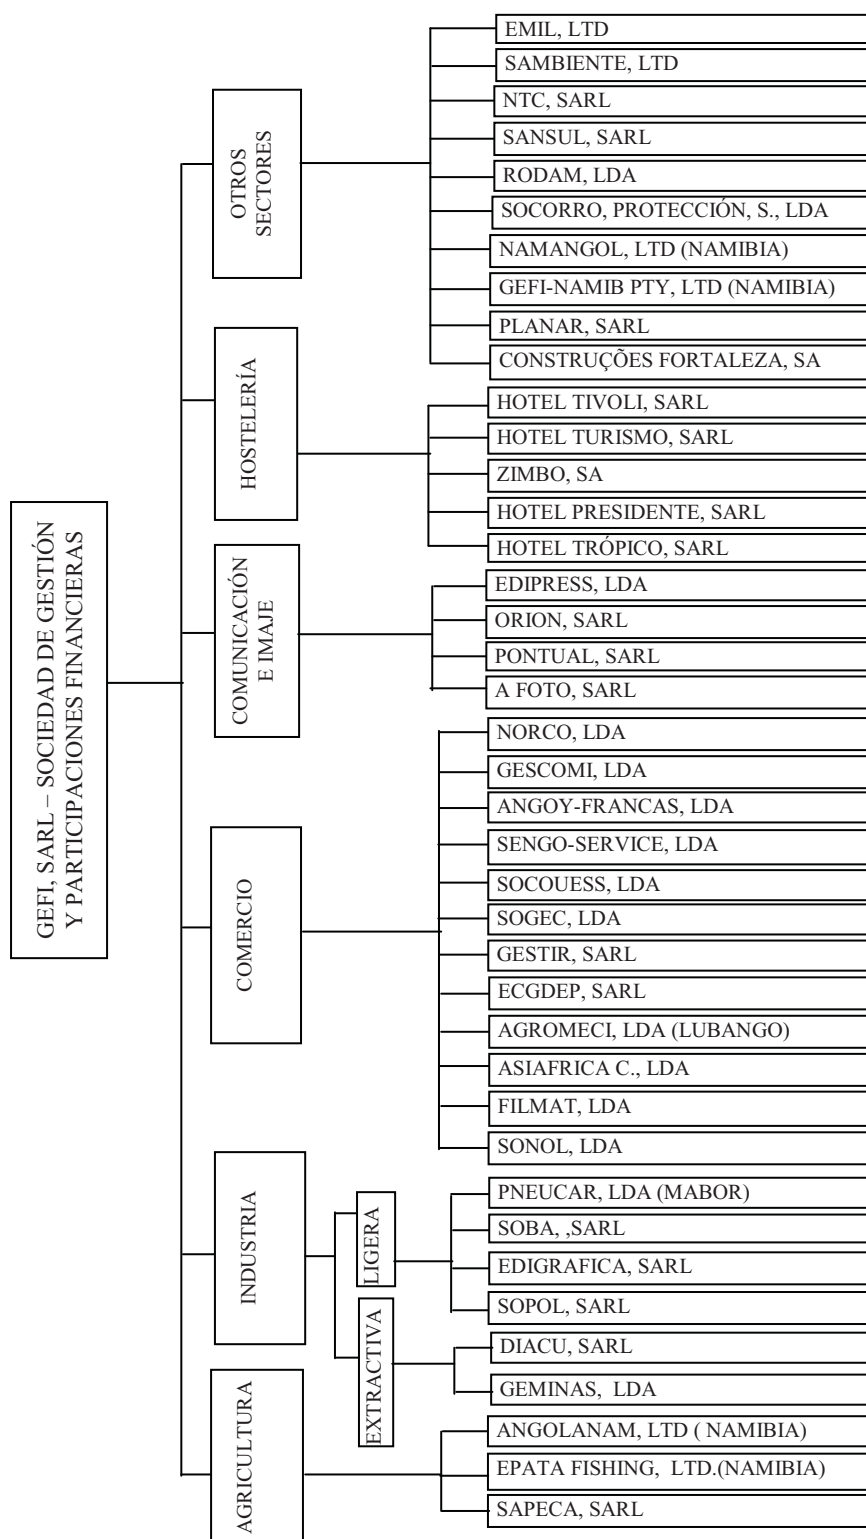 GEFI, SARL – SOCIEDAD DE GESTIÓN
Y PARTICIPACIONES FINANCIERAS
OTROS
SECTORES
EMIL, LTD
SAMBIENTE, LTD
NTC, SARL
SANSUL, SARL
RODAM, LDA
SOCORRO, PROTECCIÓN, S., LDA
NAMANGOL, LTD (NAMIBIA)
GEFI-NAMIB PTY, LTD (NAMIBIA)
PLANAR, SARL
CONSTRUÇÕES FORTALEZA, SA
HOSTELERÍA
HOTEL TIVOLI, SARL
HOTEL TURISMO, SARL
ZIMBO, SA
HOTEL PRESIDENTE, SARL
HOTEL TRÓPICO, SARL
COMUNICACIÓN
E IMAJE
EDIPRESS, LDA
ORION, SARL
PONTUAL, SARL
A FOTO, SARL
COMERCIO
NORCO, LDA
GESCOMI, LDA
ANGOY-FRANCAS, LDA
SENGO-SERVICE, LDA
SOCOUESS, LDA
SOGEC, LDA
GESTIR, SARL
ECGDEP, SARL
AGROMECI, LDA (LUBANGO)
ASIAFRICA C., LDA
FILMAT, LDA
SONOL, LDA
INDUSTRIA
LIGERA
PNEUCAR, LDA (MABOR)
SOBA, ,SARL
EDIGRAFICA, SARL
SOPOL, SARL
EXTRACTIVA
DIACU, SARL
GEMINAS, LDA
AGRICULTURA
ANGOLANAM, LTD ( NAMIBIA)
EPATA FISHING, LTD.(NAMIBIA)
SAPECA, SARL